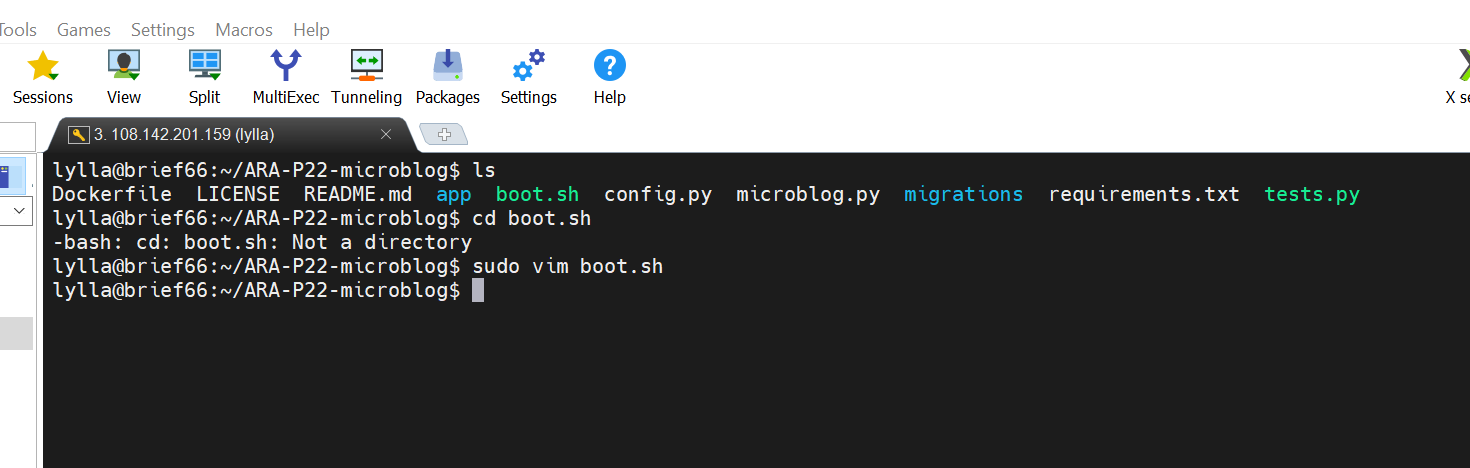 Tools Games Settings Macros Help
Sessions View Split MultiExec Tunneling Packages Settings Help X se
3. 108.142.201.159 (lylla)
lylla@brief66:~/ARA-P22-microblog$ ls
Dockerfile LICENSE README.md app boot.sh config.py microblog.py migrations requirements.txt tests.py
lylla@brief66:~/ARA-P22-microblog$ cd boot.sh
-bash: cd: boot.sh: Not a directory
lylla@brief66:~/ARA-P22-microblog$ sudo vim boot.sh
lylla@brief66:~/ARA-P22-microblog$